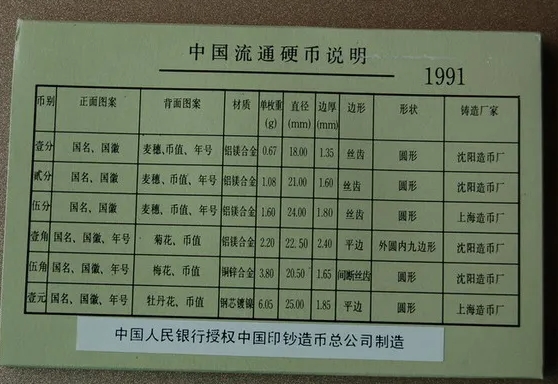 中国流通硬币说明
1991
币别 正面图案 背面图案 材质 单枚重(g) 直径(mm) 边厚(mm) 边形 形状 铸造厂家
壹分 国名、国徽 麦穗、币值、年号 铝镁合金 0.67 18.00 1.35 丝齿 圆形 沈阳造币厂
贰分 国名、国徽 麦穗、币值、年号 铝镁合金 1.08 21.00 1.60 丝齿 圆形 沈阳造币厂
伍分 国名、国徽 麦穗、币值、年号 铝镁合金 1.60 24.00 1.80 丝齿 圆形 上海造币厂
壹角 国名、国徽、年号 菊花、币值 铝镁合金 2.20 22.50 2.40 平边 外圆内九边形 沈阳造币厂
伍角 国名、国徽、年号 梅花、币值 铜锌合金 3.80 20.50 1.65 间断丝齿 圆形 沈阳造币厂
壹元 国名、国徽、年号 牡丹花、币值 钢芯镀镍 6.05 25.00 1.85 平边 圆形 上海造币厂
中国人民银行授权中国印钞造币总公司制造